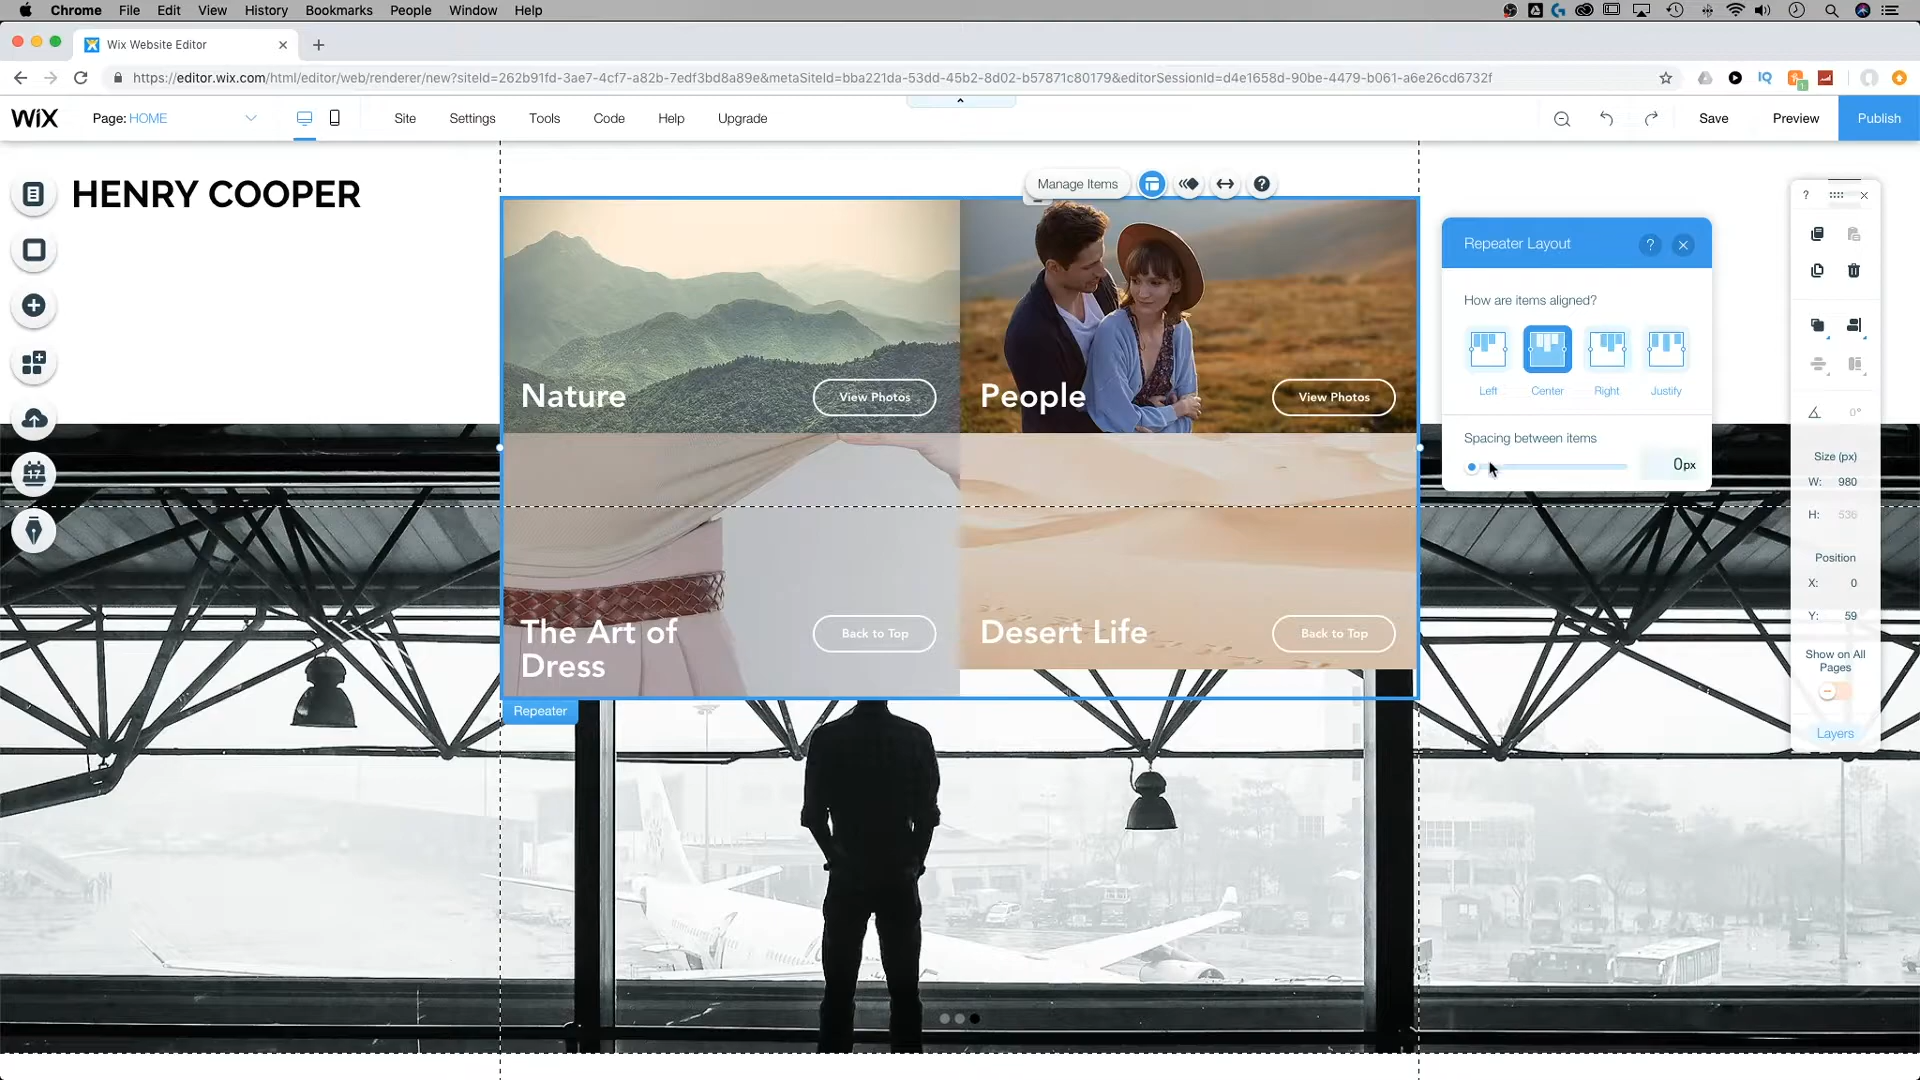 Chrome File Edit View History Bookmarks People Window Help
Wix Website Editor
https://editor.wix.com/html/editor/web/renderer/new?siteId=262b91fd-3ae7-4cf7-a82b-7edf3bd8a89e&metaSiteId=bba221da-53dd-45b2-8d02-b57871c80179&editorSessionId=d4e1658d-90be-4479-b061-a6e26cd6732f
IQ
1
WiX Page: HOME Site Settings Tools Code Help Upgrade Save Preview Publish
HENRY COOPER
Manage Items ?
Nature
View Photos
People
View Photos
The Art of
Dress
Back to Top
Desert Life
Back to Top
Repeater
17
Repeater Layout ?
How are items aligned?
Left Center Right Justify
Spacing between items
0px
?
0°
Size (px)
W: 980
H: 536
Position
X: 0
Y: 59
Show on All
Pages
Layers